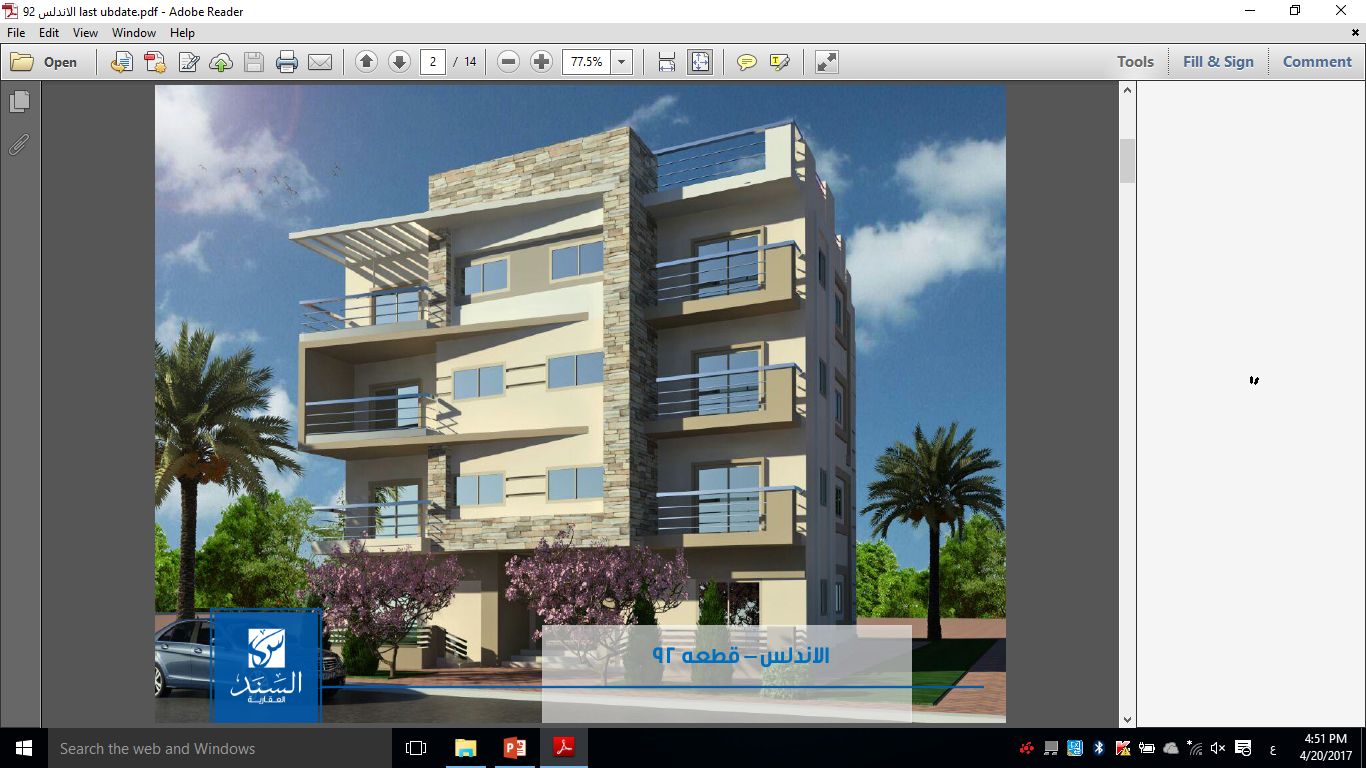 92 الاندلس last ubdate.pdf - Adobe Reader
File Edit View Window Help
Open 2 / 14 77.5% Tools Fill & Sign Comment
الاندلس – قطعه ٩٢
السند
العقارية
Search the web and Windows
ع
4:51 PM
4/20/2017